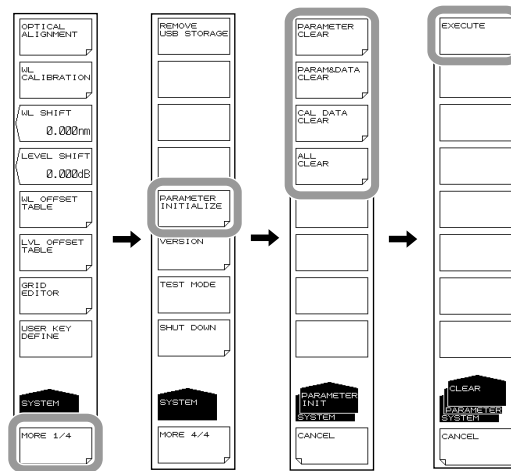 OPTICAL
ALIGNMENT
WL
CALIBRATION
WL SHIFT
0.000nm
LEVEL SHIFT
0.000dB
WL OFFSET
TABLE
LVL OFFSET
TABLE
GRID
EDITOR
USER KEY
DEFINE
SYSTEM
MORE 1/4
REMOVE
USB STORAGE
PARAMETER
INITIALIZE
VERSION
TEST MODE
SHUT DOWN
SYSTEM
MORE 4/4
PARAMETER
CLEAR
PARAM&DATA
CLEAR
CAL DATA
CLEAR
ALL
CLEAR
PARAMETER
INIT
SYSTEM
CANCEL
EXECUTE
CLEAR
PARAMETER
SYSTEM
CANCEL